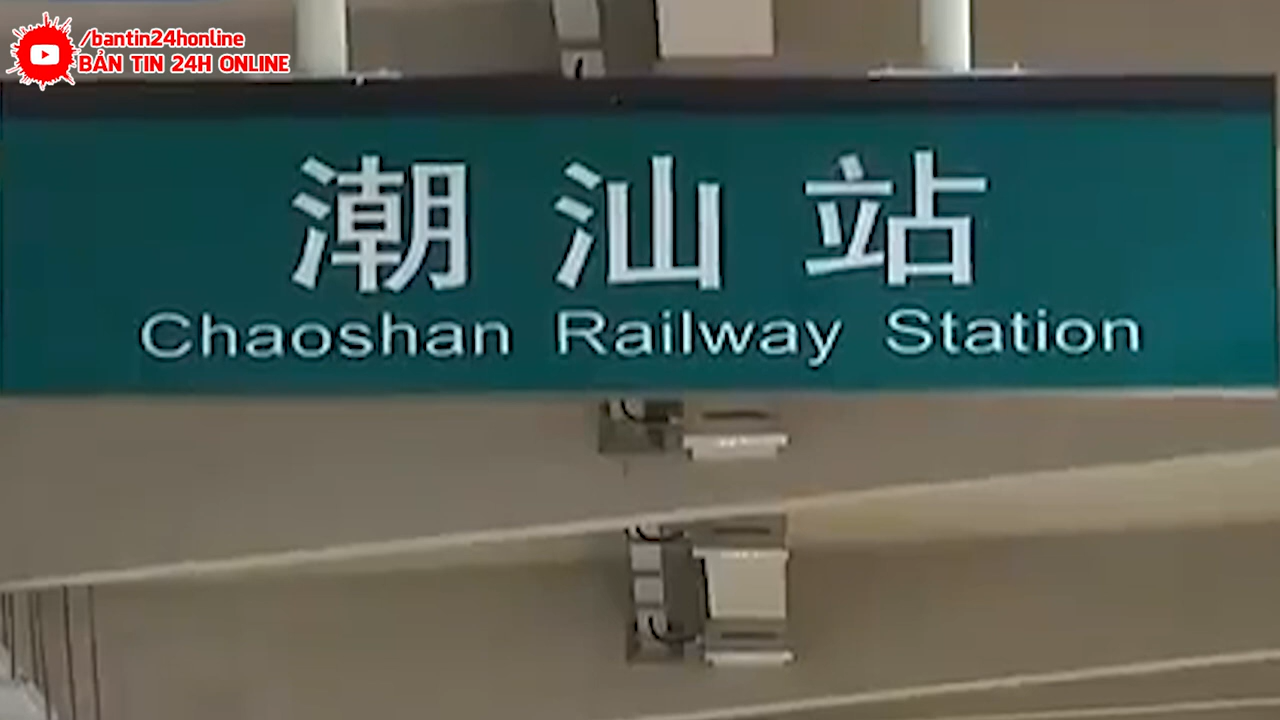 /bantin24honline
BẢN TIN 24H ONLINE
潮汕站
Chaoshan Railway Station